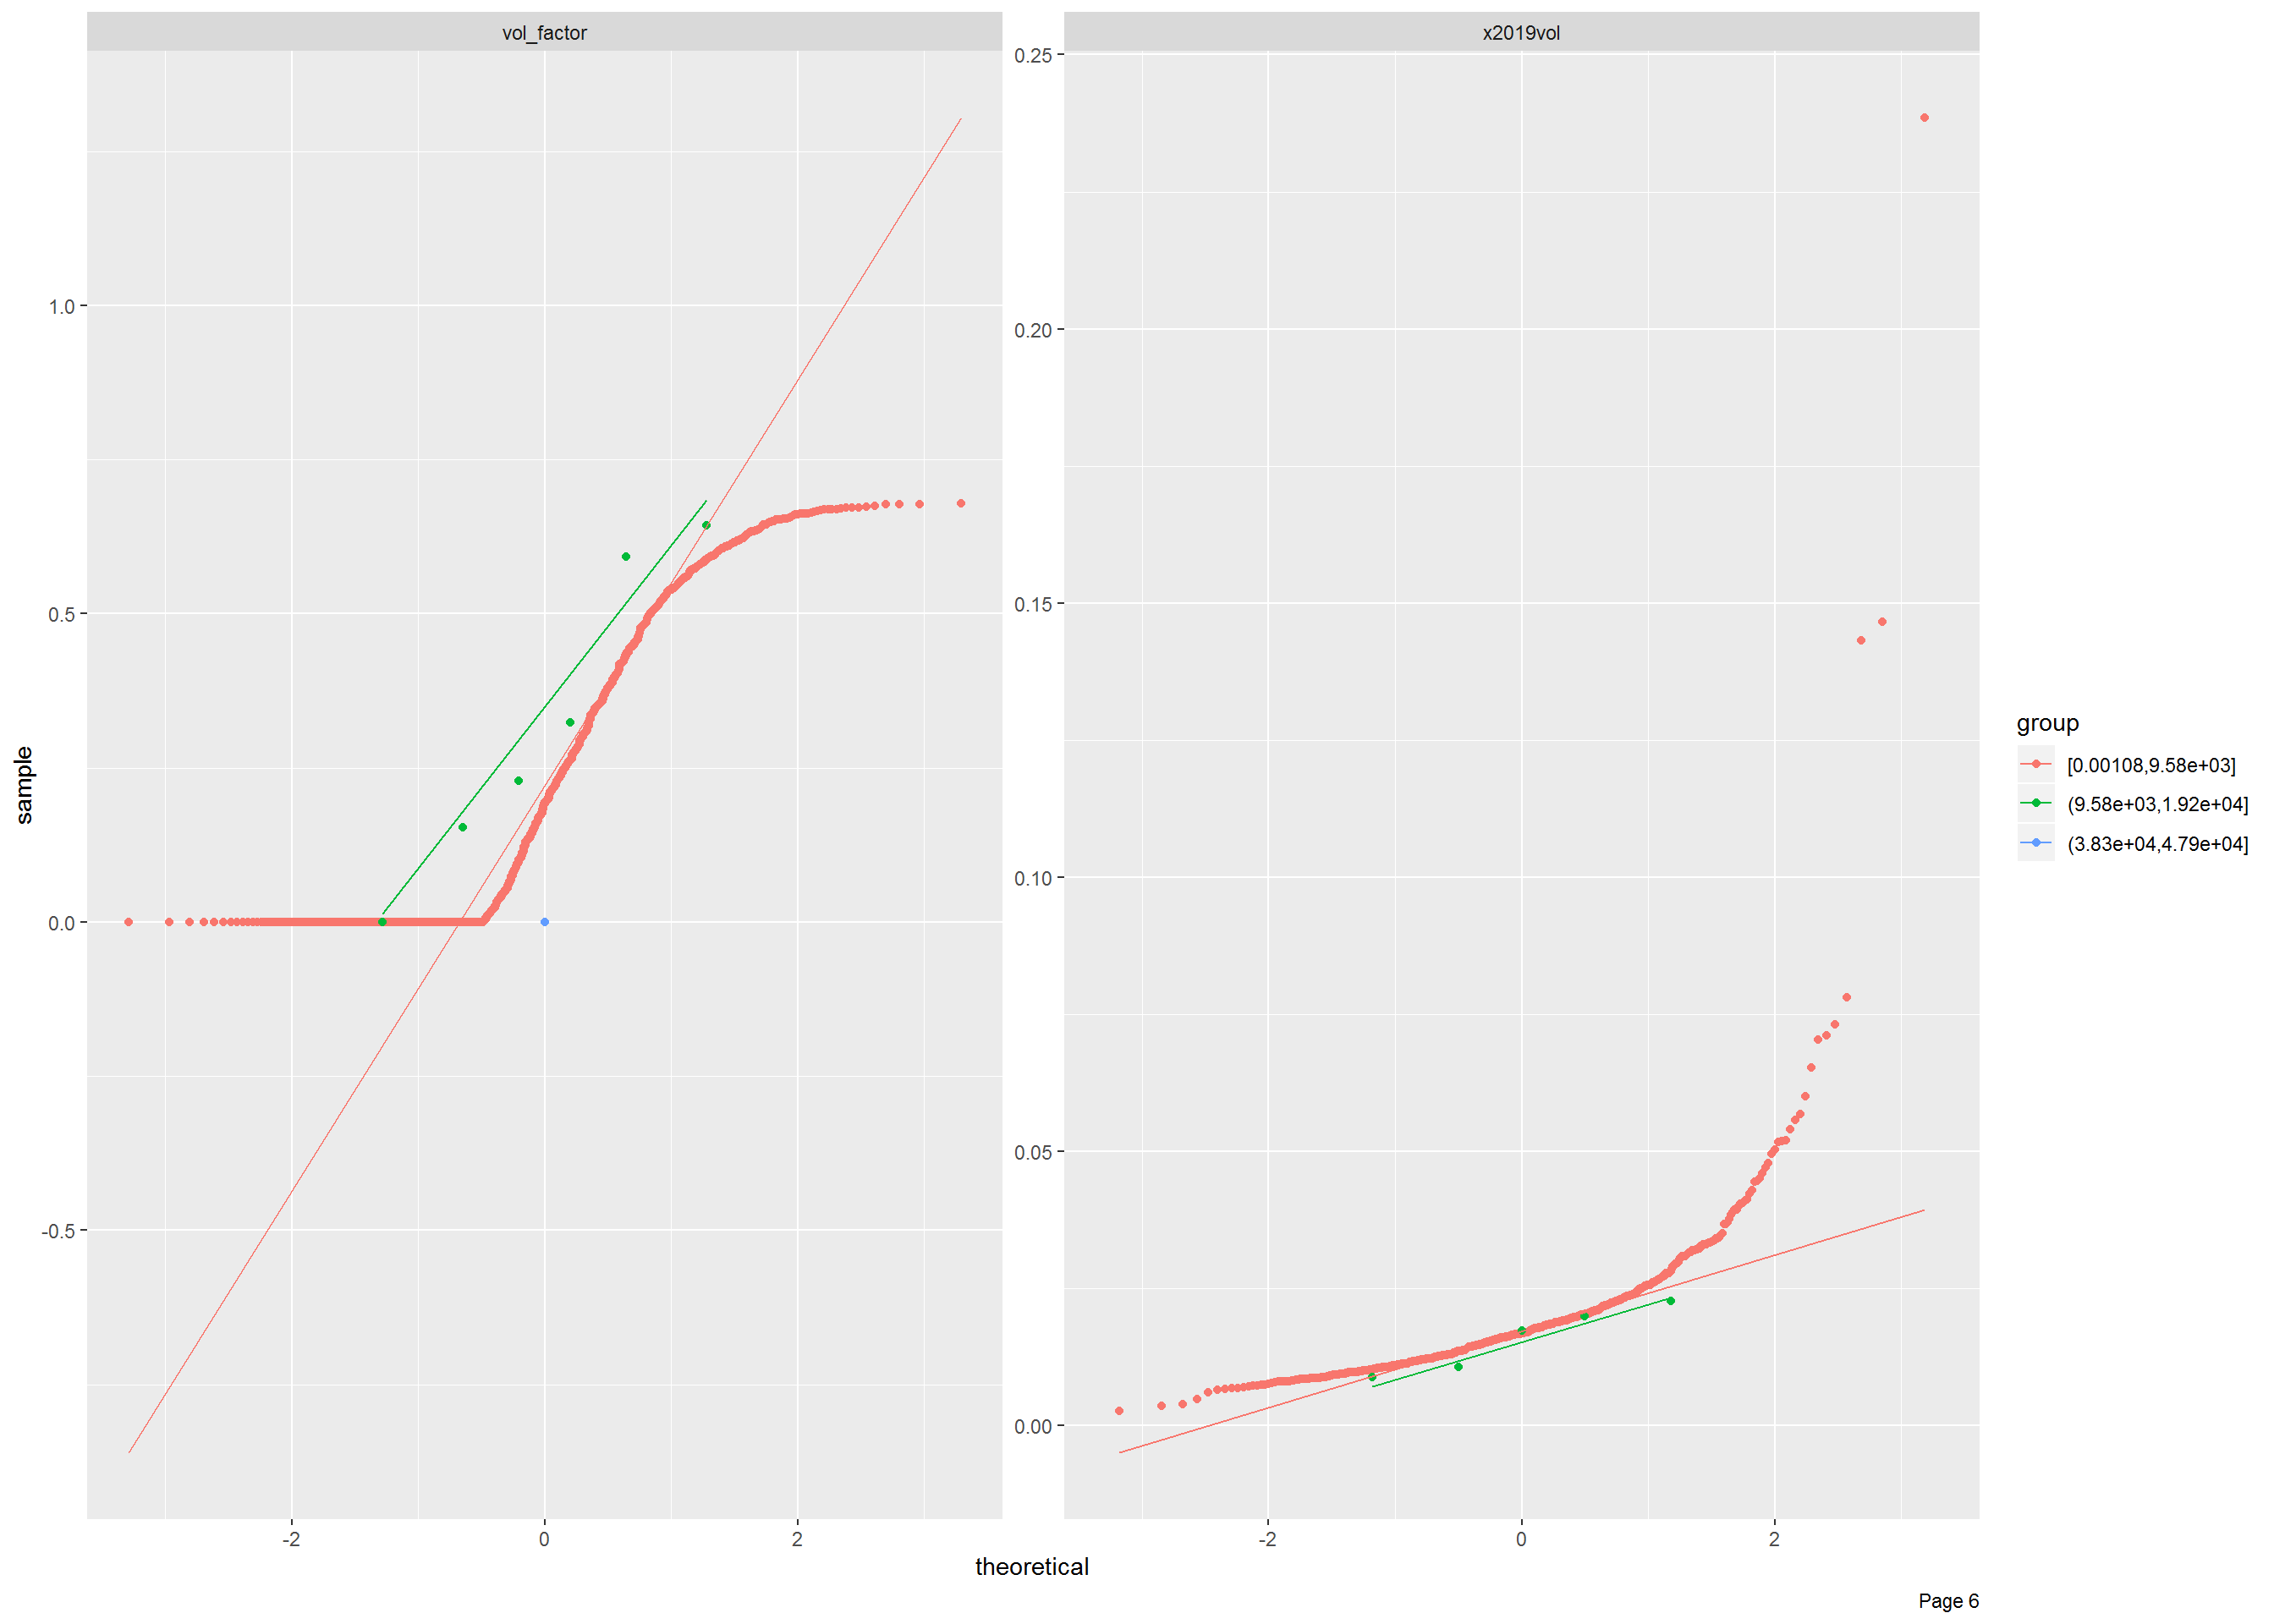 vol_factor
x2019vol
1.0
0.5
0.0
-0.5
0.25
0.20
0.15
0.10
0.05
0.00
-2
0
2
-2
0
2
sample
theoretical
group
[0.00108,9.58e+03]
(9.58e+03,1.92e+04]
(3.83e+04,4.79e+04]
Page 6